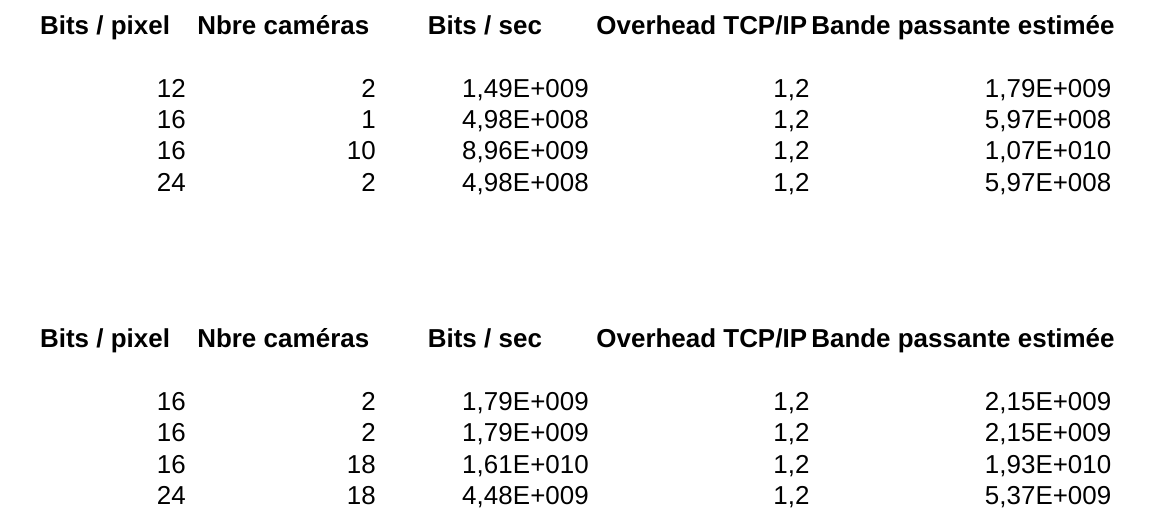 Bits / pixel Nbre caméras Bits / sec Overhead TCP/IP Bande passante estimée
12 2 1,49E+009 1,2 1,79E+009
16 1 4,98E+008 1,2 5,97E+008
16 10 8,96E+009 1,2 1,07E+010
24 2 4,98E+008 1,2 5,97E+008
Bits / pixel Nbre caméras Bits / sec Overhead TCP/IP Bande passante estimée
16 2 1,79E+009 1,2 2,15E+009
16 2 1,79E+009 1,2 2,15E+009
16 18 1,61E+010 1,2 1,93E+010
24 18 4,48E+009 1,2 5,37E+009